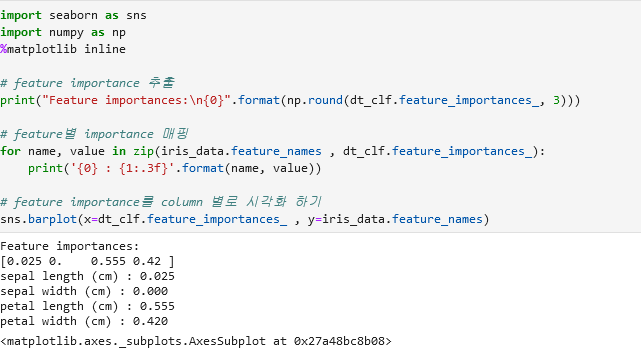 import seaborn as sns
import numpy as np
%matplotlib inline
# feature importance 추출
print("Feature importances:\n{0}".format(np.round(dt_clf.feature_importances_, 3)))
# feature별 importance 매핑
for name, value in zip(iris_data.feature_names , dt_clf.feature_importances_):
    print('{0} : {1:.3f}'.format(name, value))
# feature importance를 column 별로 시각화 하기
sns.barplot(x=dt_clf.feature_importances_ , y=iris_data.feature_names)
Feature importances:
[0.025 0.    0.555 0.42 ]
sepal length (cm) : 0.025
sepal width (cm) : 0.000
petal length (cm) : 0.555
petal width (cm) : 0.420
<matplotlib.axes._subplots.AxesSubplot at 0x27a48bc8b08>